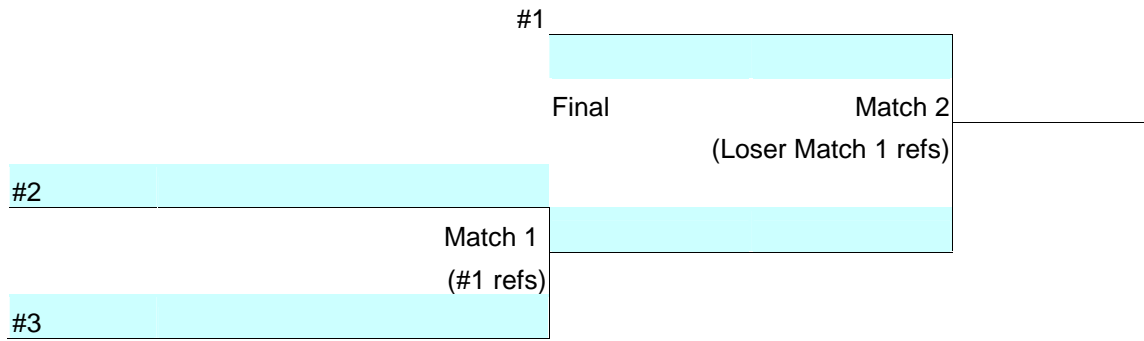 #1
Final Match 2
(Loser Match 1 refs)
#2
Match 1
(#1 refs)
#3